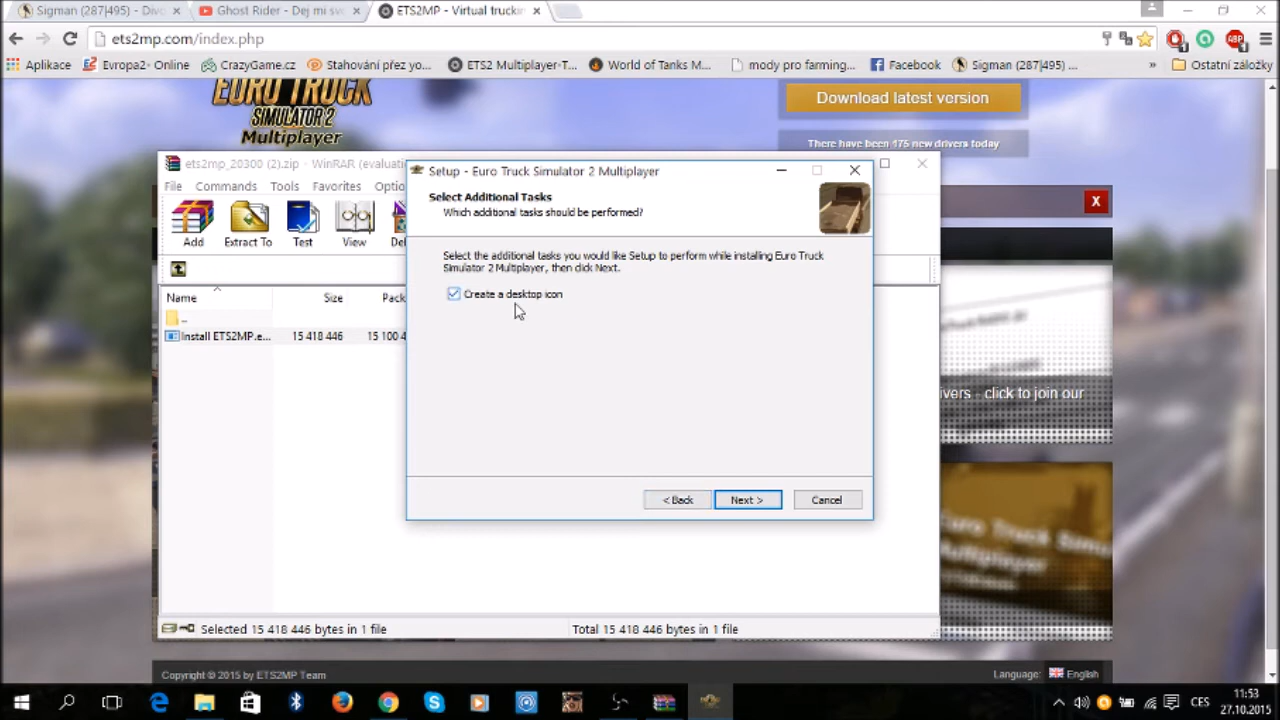 Sigman (287|495) - Divo
Ghost Rider - Dej mi sv
ETS2MP - Virtual truckin
ets2mp.com/index.php
Aplikace
Evropa2- Online
CrazyGame.cz
Stahování přez yo...
ETS2 Multiplayer-T...
World of Tanks M...
mody pro farming...
Facebook
Sigman (287|495) ...
»
Ostatní záložky
EURO TRUCK
SIMULATOR 2
Multiplayer
Download latest version
There have been 175 new drivers today
ets2mp_20300 (2).zip - WinRAR (evaluati
File Commands Tools Favorites Optio
Add
Extract To
Test
View
Del
Name
Size
Pack
..
Install ETS2MP.e...
15 418 446
15 100 4
Setup - Euro Truck Simulator 2 Multiplayer
Select Additional Tasks
Which additional tasks should be performed?
Select the additional tasks you would like Setup to perform while installing Euro Truck
Simulator 2 Multiplayer, then click Next.
Create a desktop icon
< Back
Next >
Cancel
X
ivers - click to join our
Euro Truck Simu
Selected 15 418 446 bytes in 1 file
Total 15 418 446 bytes in 1 file
Copyright © 2015 by ETS2MP Team
Language:
English
CES
11:53
27.10.2015